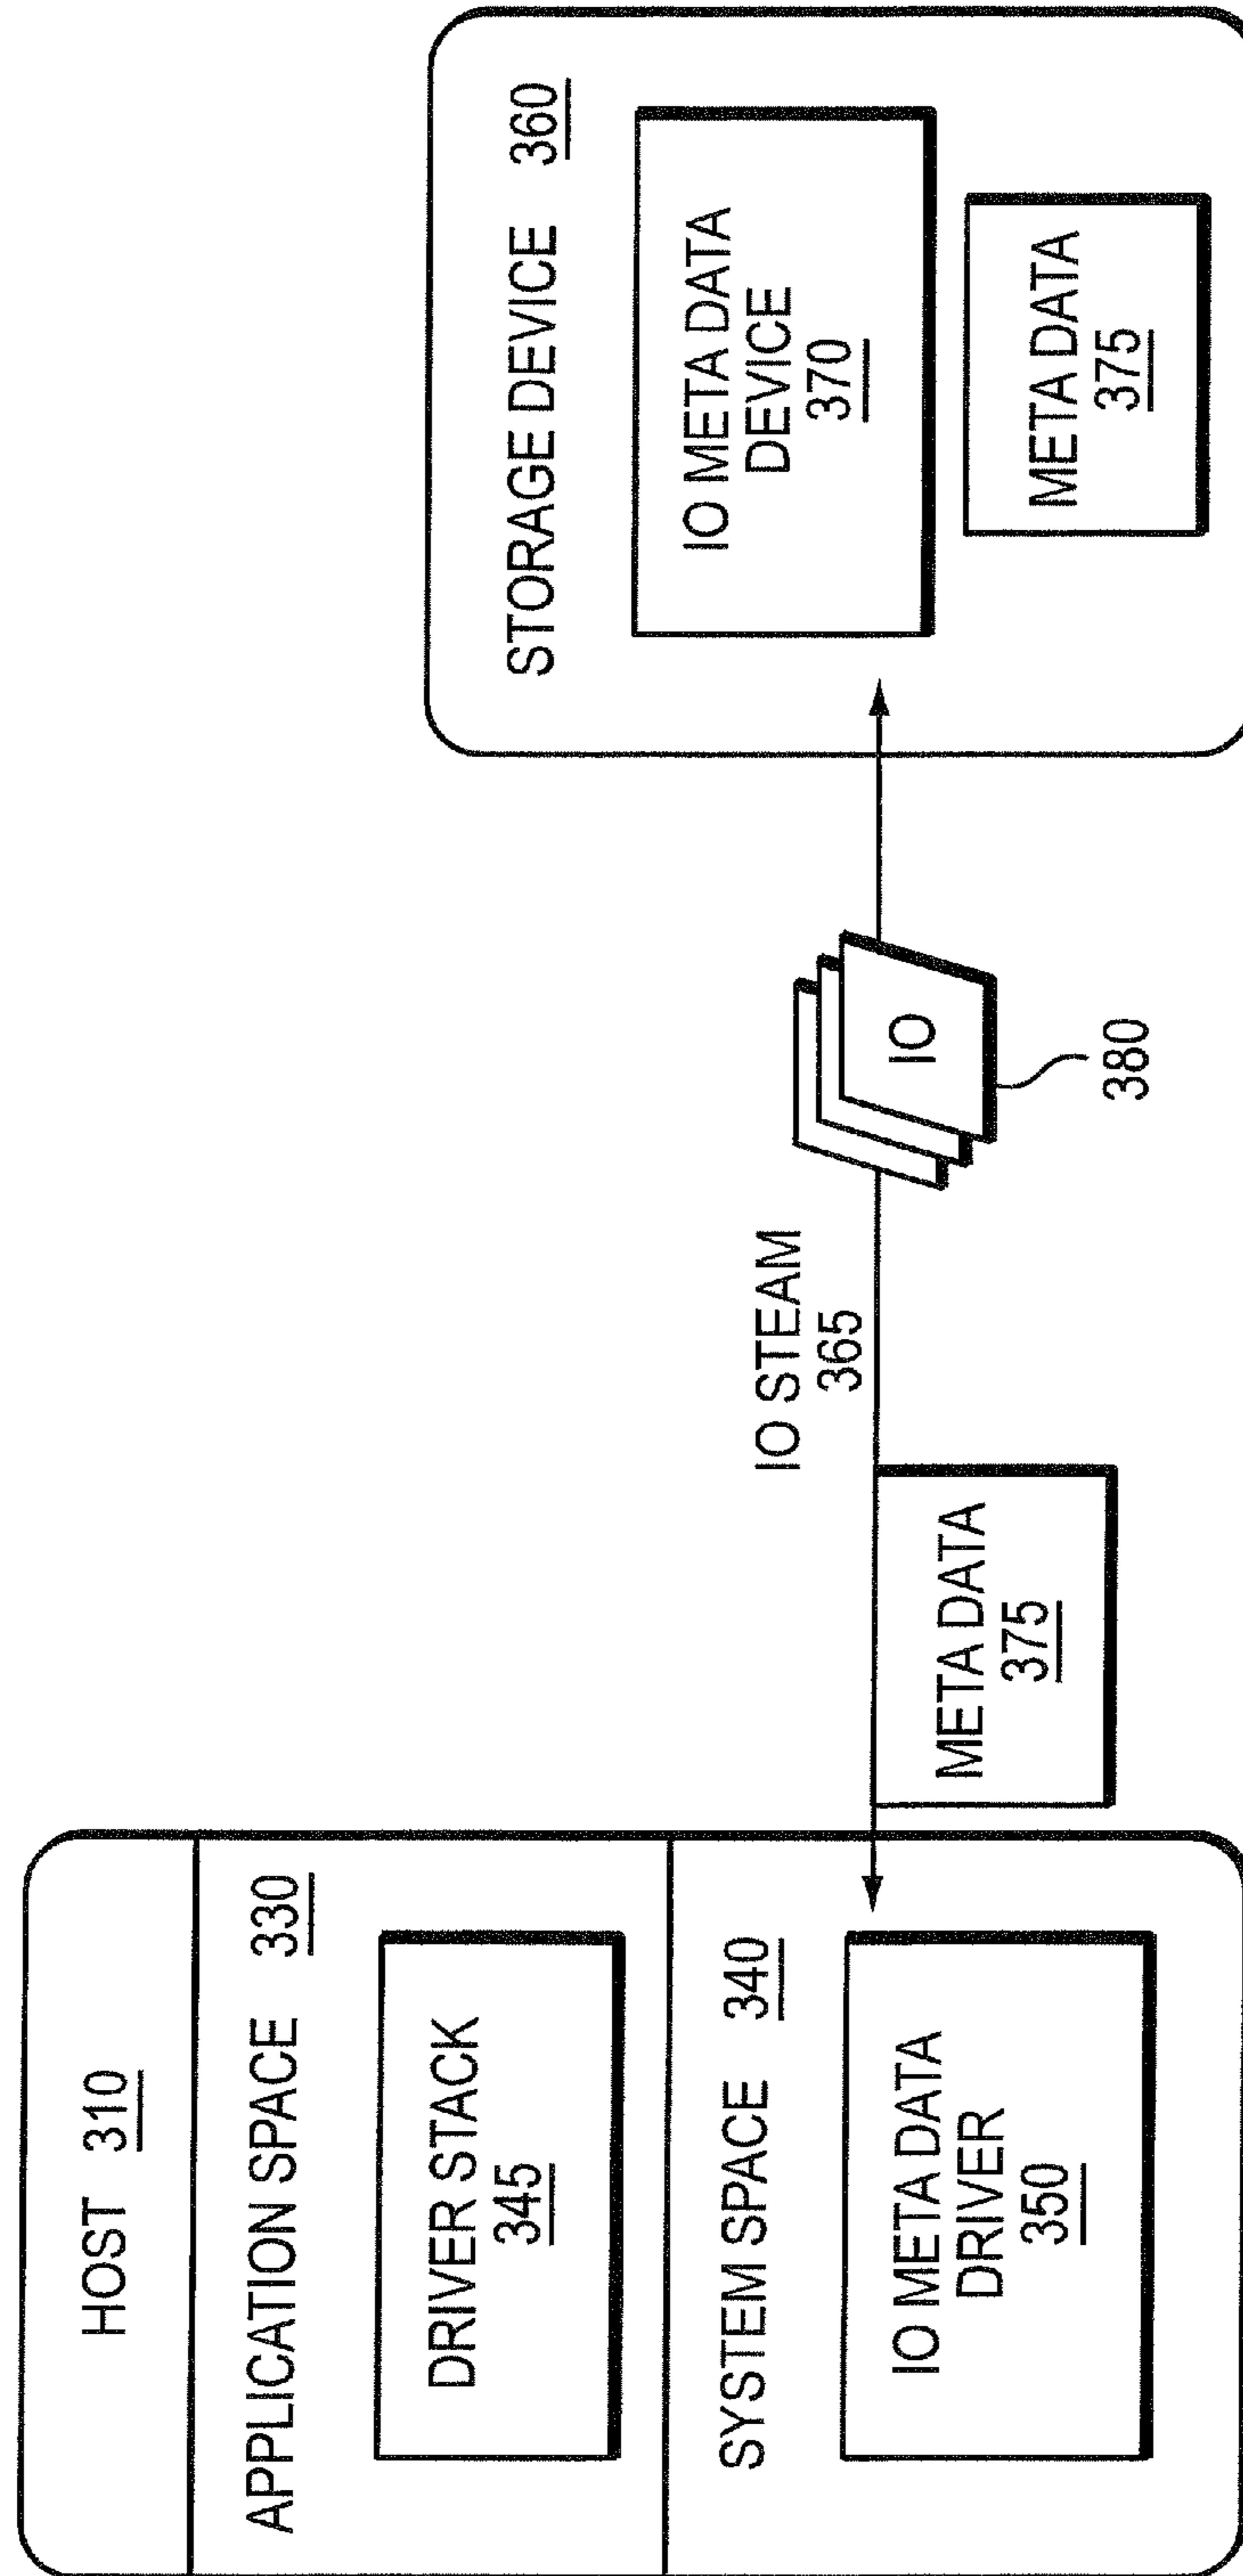 HOST 310
APPLICATION SPACE 330
DRIVER STACK
345
SYSTEM SPACE 340
IO META DATA
DRIVER
350
META DATA
375
IO STEAM
365
IO
380
STORAGE DEVICE 360
IO META DATA
DEVICE
370
META DATA
375